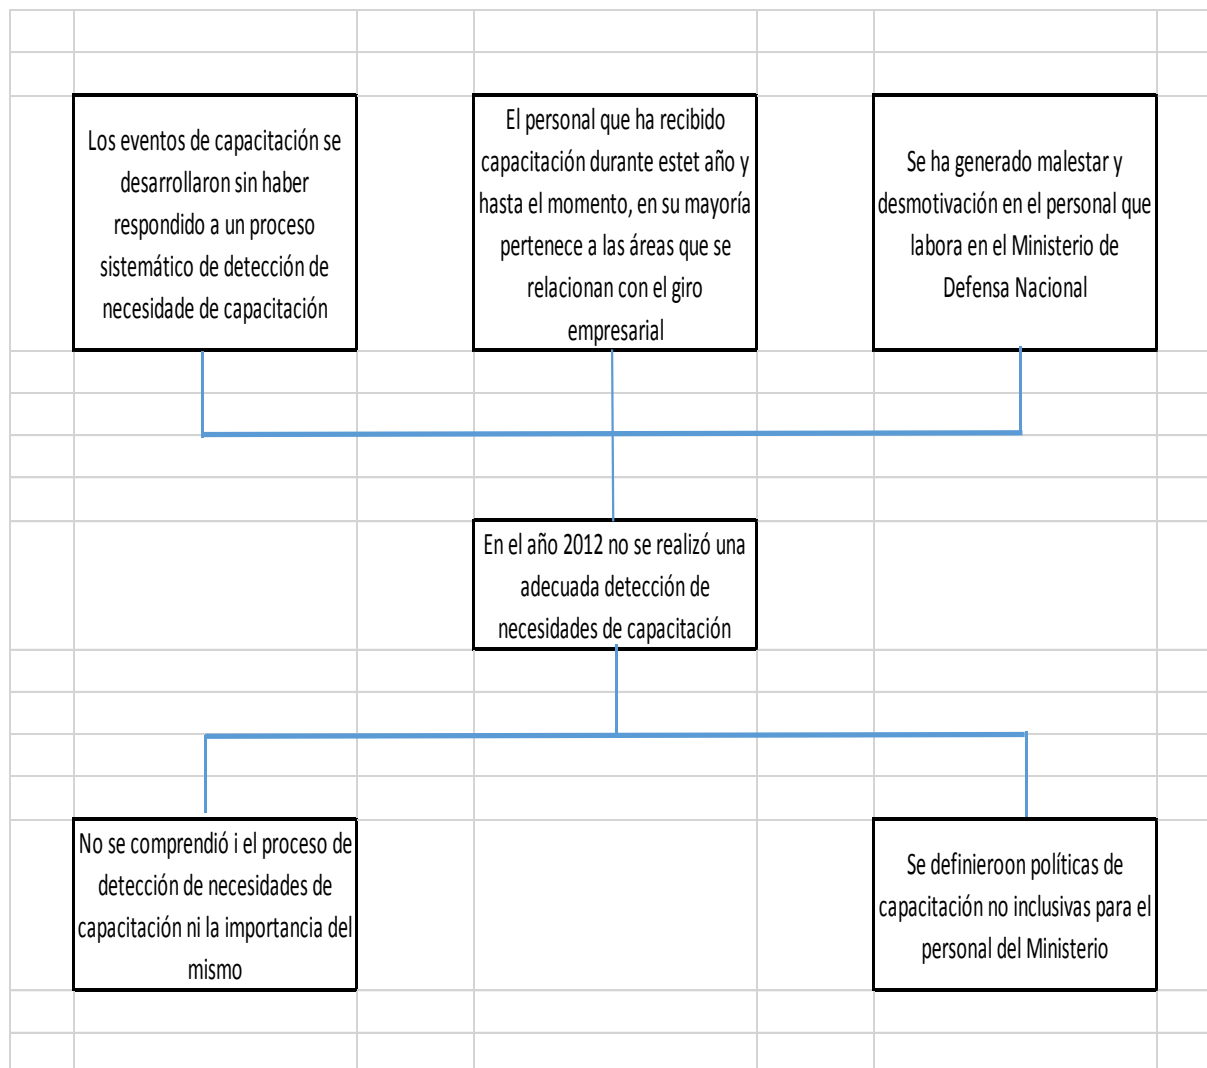 Los eventos de capacitación se
desarrollaron sin haber
respondido a un proceso
sistemático de detección de
necesidade de capacitación
El personal que ha recibido
capacitación durante estet año y
hasta el momento, en su mayoría
pertenece a las áreas que se
relacionan con el giro
empresarial
Se ha generado malestar y
desmotivación en el personal que
labora en el Ministerio de
Defensa Nacional
En el año 2012 no se realizó una
adecuada detección de
necesidades de capacitación
No se comprendió i el proceso de
detección de necesidades de
capacitación ni la importancia del
mismo
Se definieroon políticas de
capacitación no inclusivas para el
personal del Ministerio